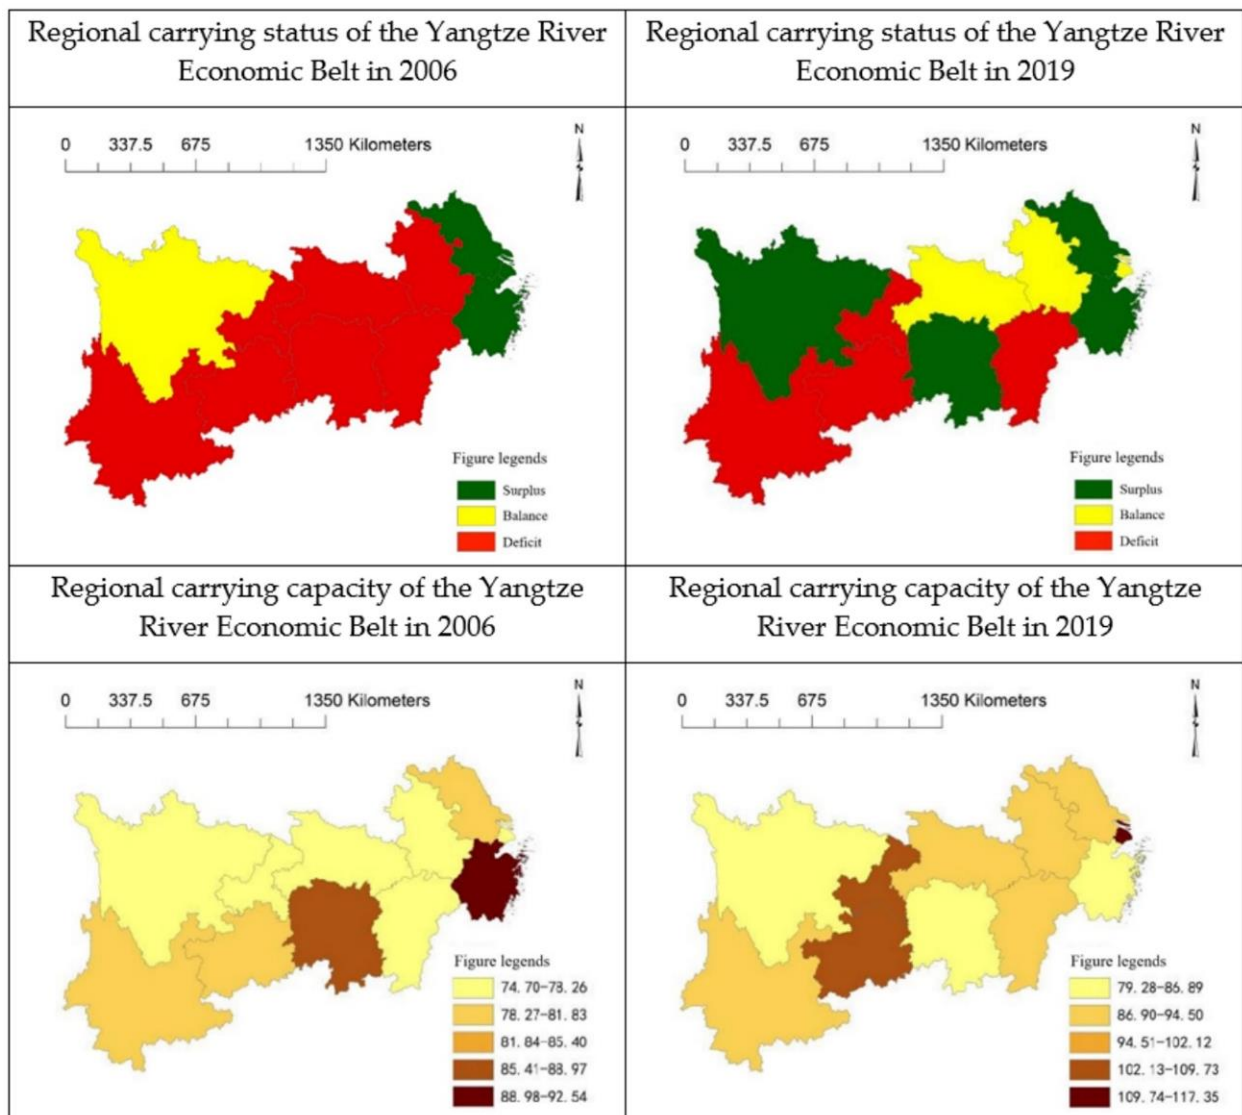 Regional carrying status of the Yangtze River
Economic Belt in 2006
Regional carrying status of the Yangtze River
Economic Belt in 2019
0 337.5 675 1350 Kilometers
N
Figure legends
Surplus
Balance
Deficit
0 337.5 675 1350 Kilometers
N
Figure legends
Surplus
Balance
Deficit
Regional carrying capacity of the Yangtze
River Economic Belt in 2006
Regional carrying capacity of the Yangtze
River Economic Belt in 2019
0 337.5 675 1350 Kilometers
N
Figure legends
74.70-78.26
78.27-81.83
81.84-85.40
85.41-88.97
88.98-92.54
0 337.5 675 1350 Kilometers
N
Figure legends
79.28-86.89
86.90-94.50
94.51-102.12
102.13-109.73
109.74-117.35